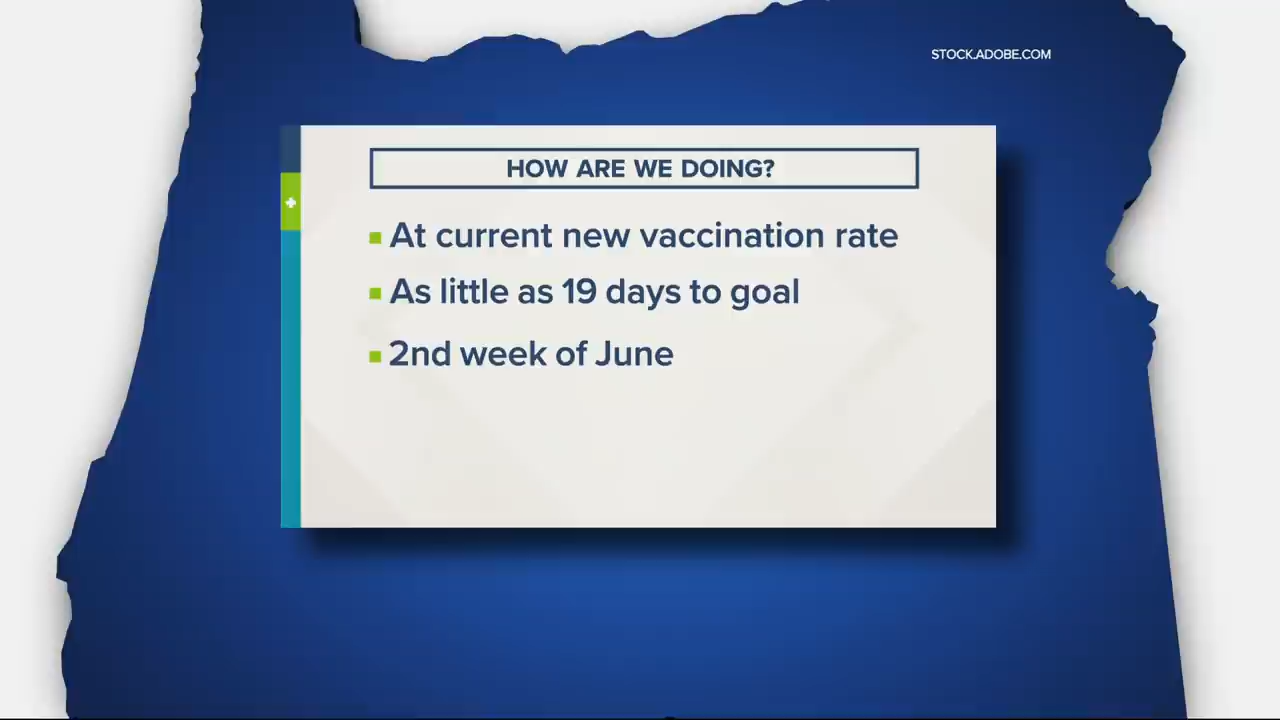 STOCK.ADOBE.COM
HOW ARE WE DOING?
At current new vaccination rate
As little as 19 days to goal
2nd week of June